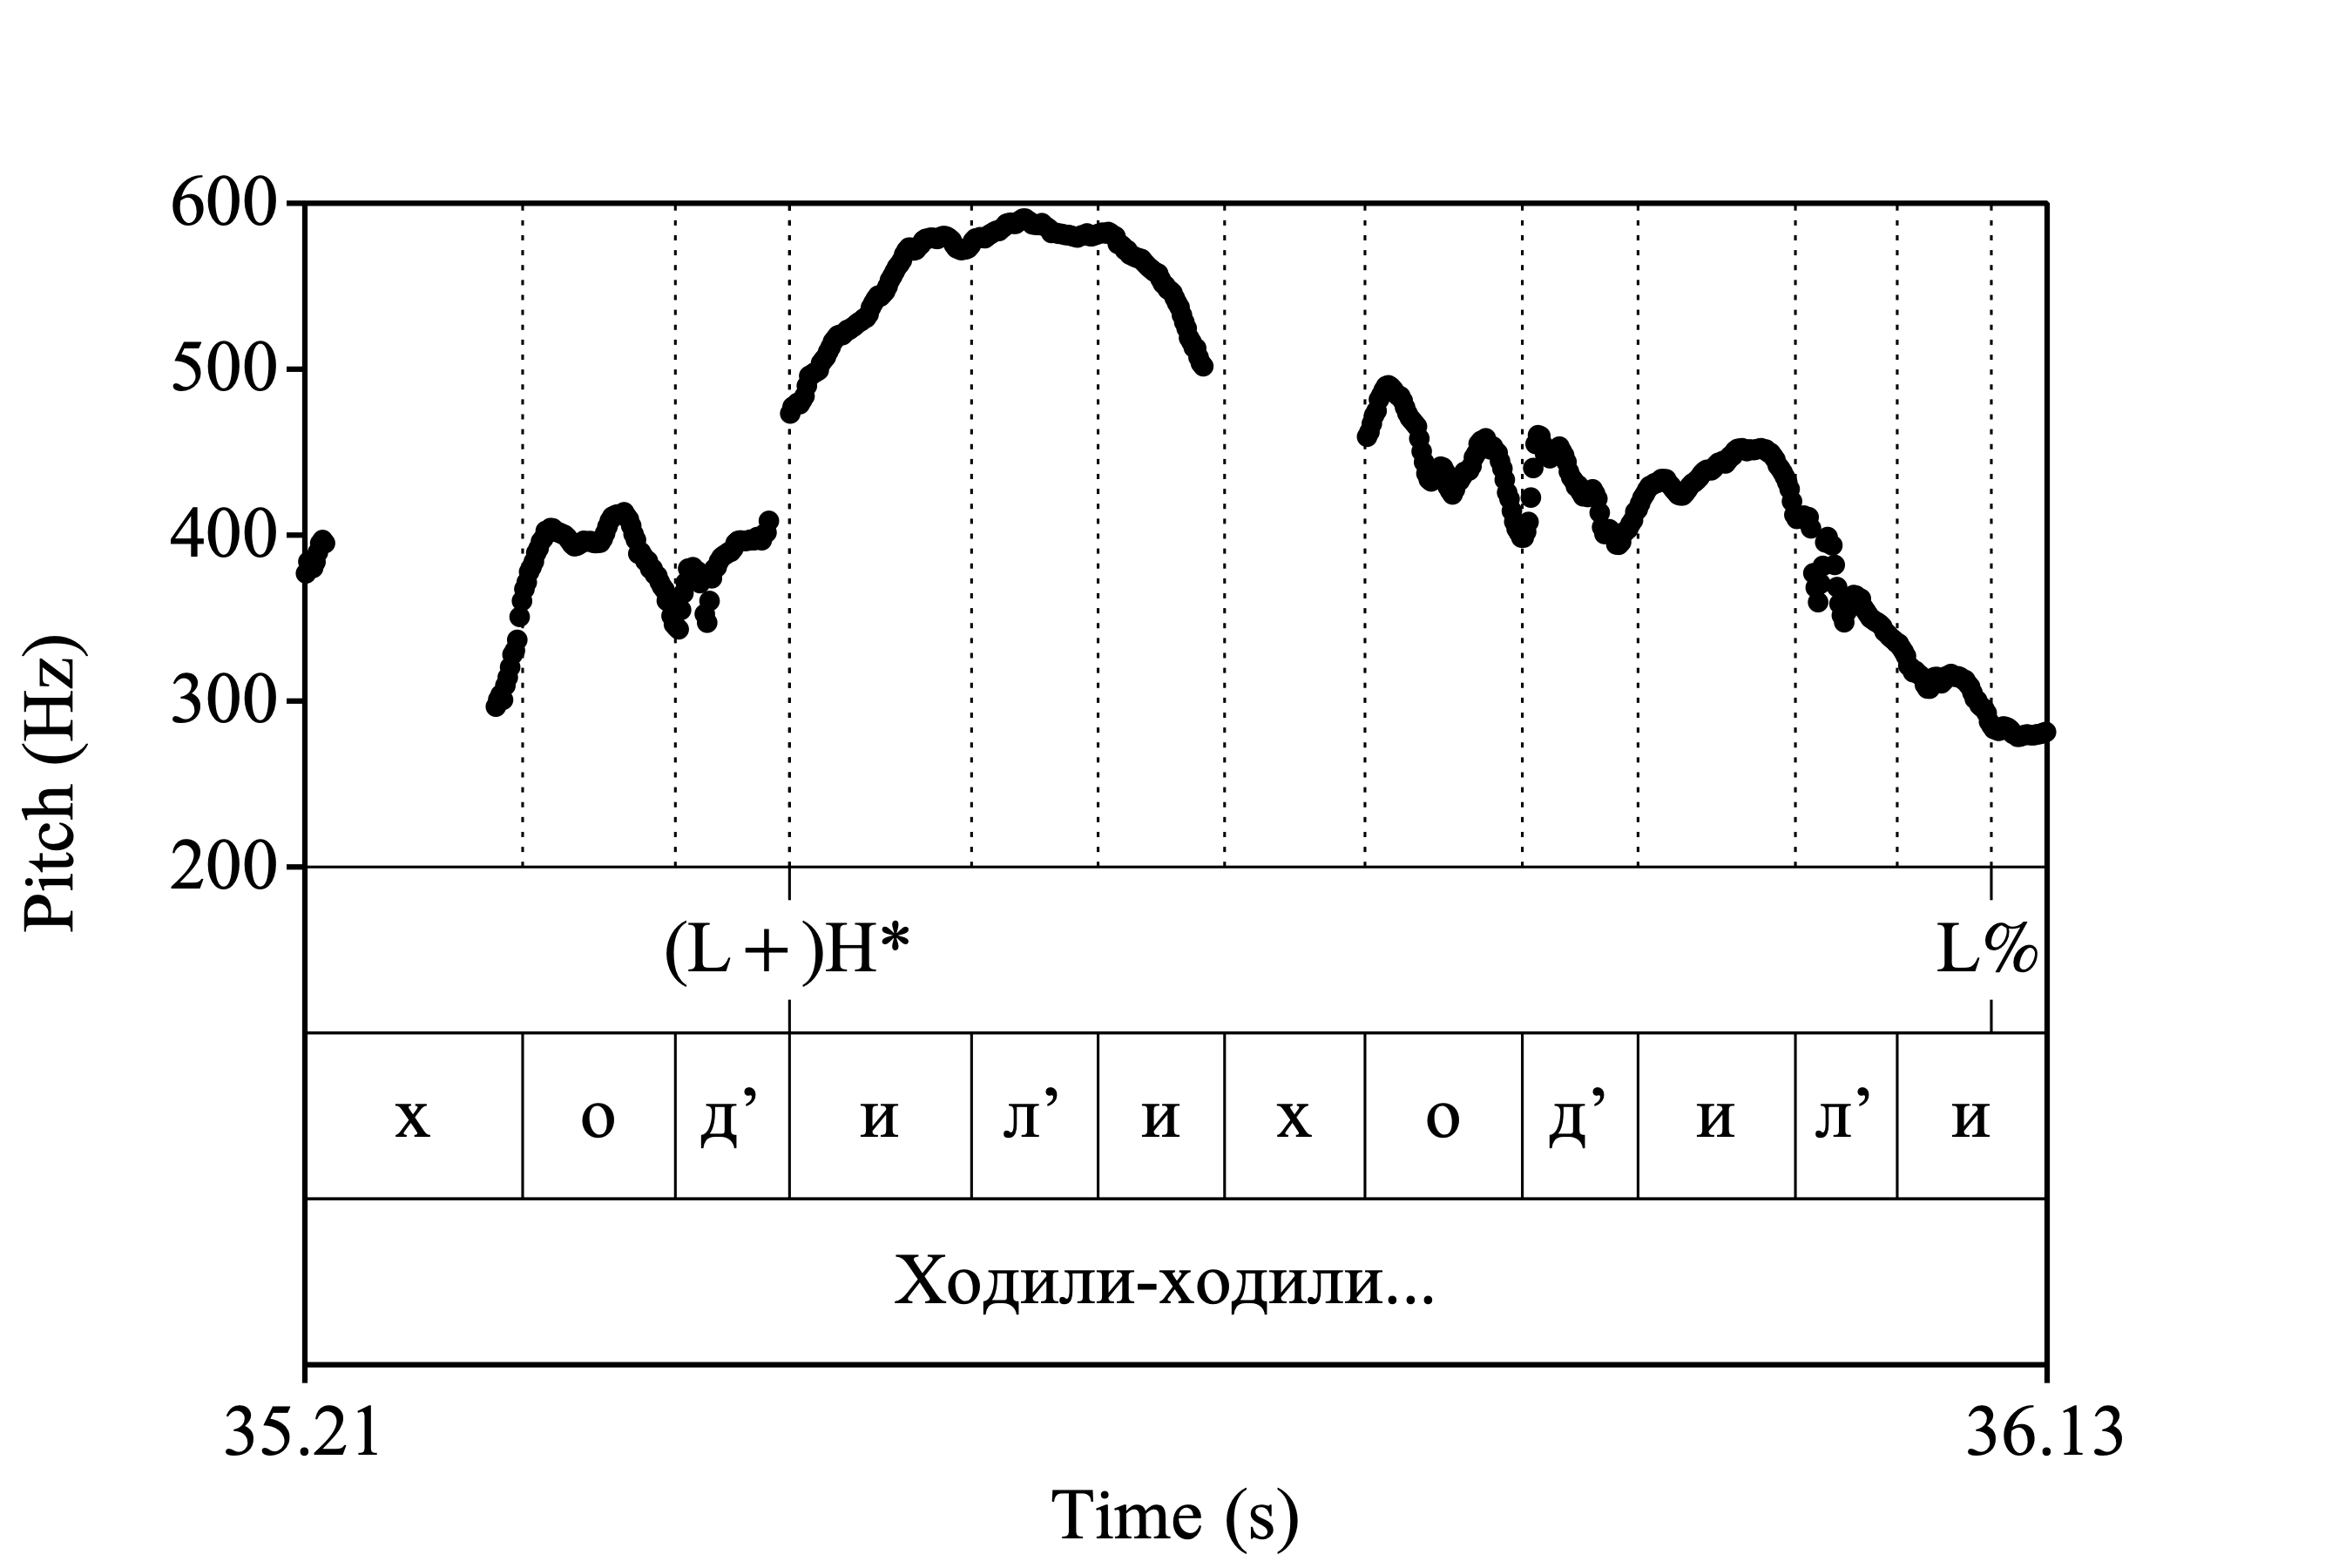 600
500
400
300
200
Pitch (Hz)
(L + )H* L%
х о д’ и л’ и х о д’ и л’ и
Ходили-ходили...
35.21 36.13
Time (s)